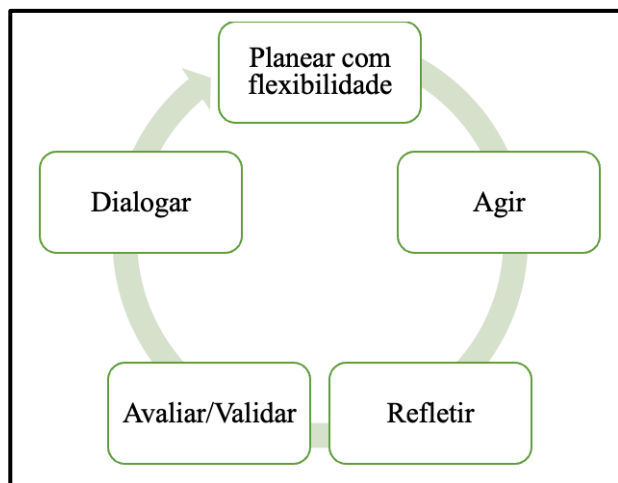 Planear com
flexibilidade
Agir
Refletir
Avaliar/Validar
Dialogar